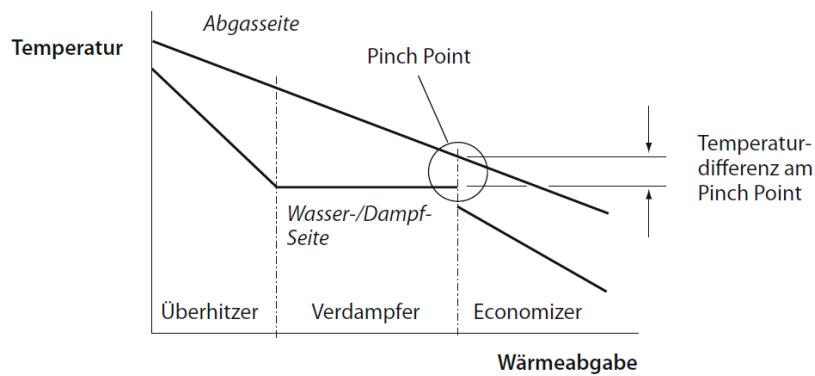 Abgasseite
Temperatur
Pinch Point
Temperatur-
differenz am
Pinch Point
Wasser-/Dampf-
Seite
Überhitzer
Verdampfer
Economizer
Wärmeabgabe